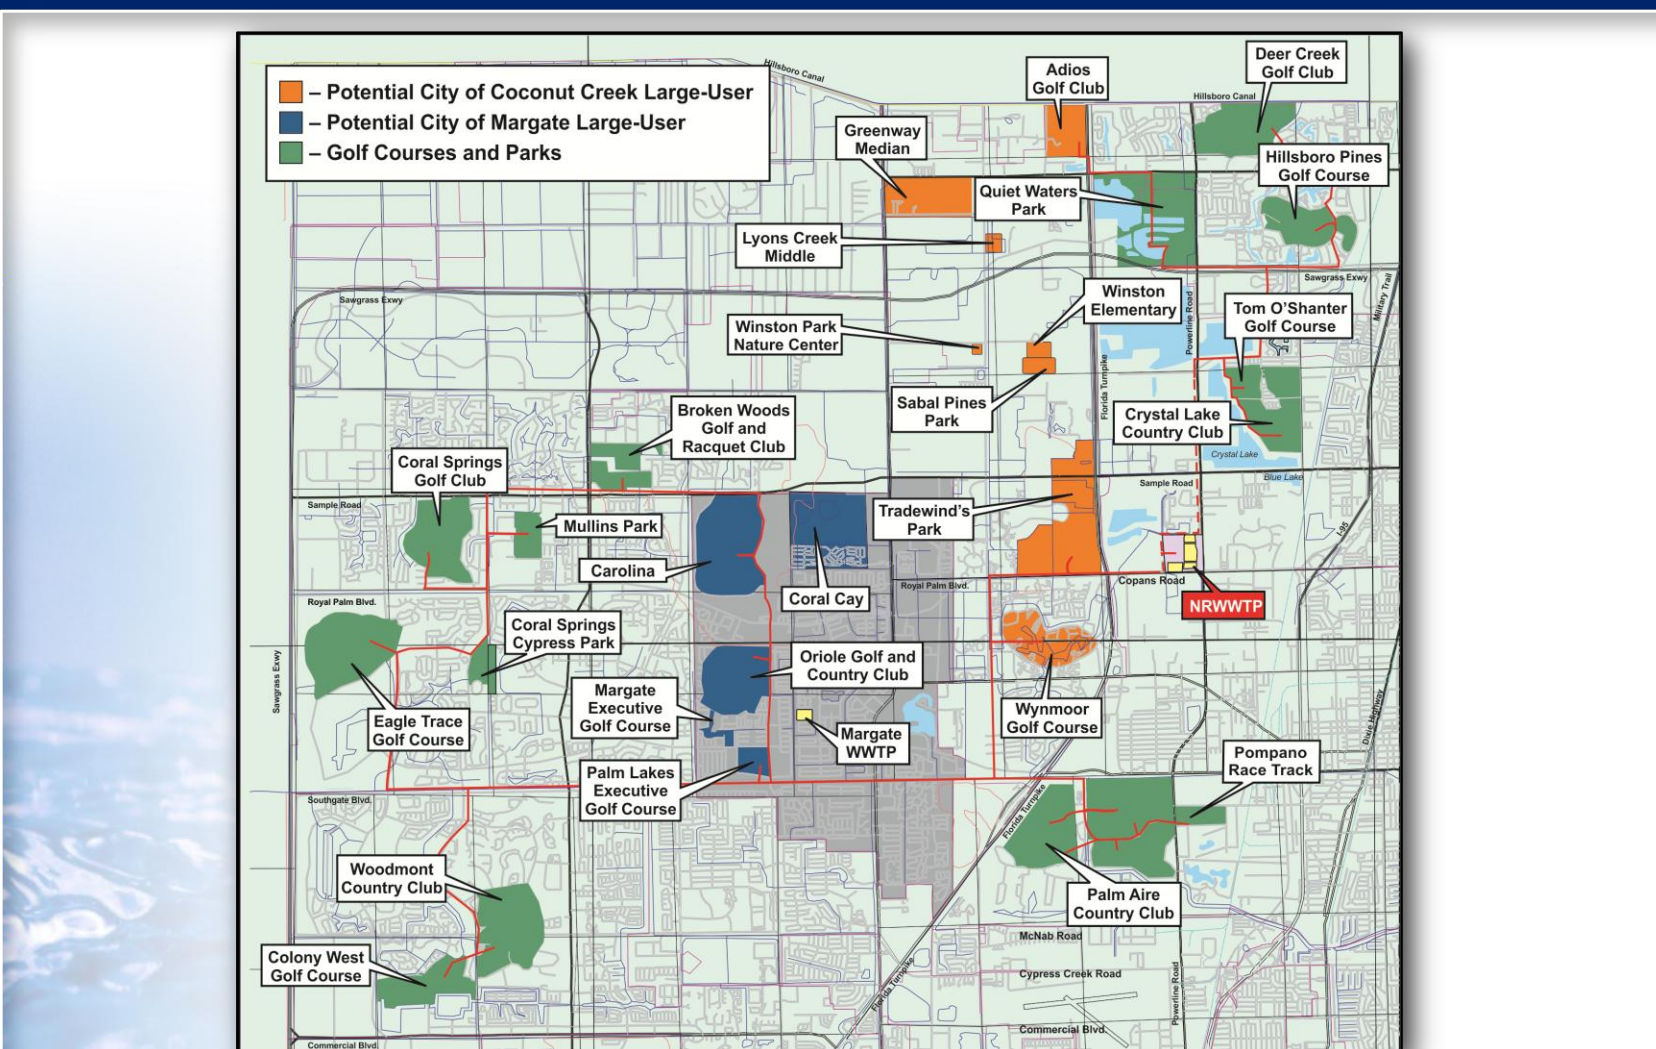 – Potential City of Coconut Creek Large-User
– Potential City of Margate Large-User
– Golf Courses and Parks
Hillsboro Canal
Adios
Golf Club
Deer Creek
Golf Club
Hillsboro Canal
Greenway
Median
Hillsboro Pines
Golf Course
Quiet Waters
Park
Lyons Creek
Middle
Sawgrass Exwy
Sawgrass Exwy
Military Trail
Winston
Elementary
Powerline Road
Tom O'Shanter
Golf Course
Winston Park
Nature Center
Florida Turnpike
Sabal Pines
Park
Broken Woods
Golf and
Racquet Club
Crystal Lake
Country Club
Crystal Lake
Blue Lake
Coral Springs
Golf Club
Sample Road
Sample Road
Mullins Park
Tradewind's
Park
I-95
Carolina
Coral Cay
Royal Palm Blvd.
Copans Road
NRWWTP
Royal Palm Blvd.
Coral Springs
Cypress Park
Sawgrass Exwy
Oriole Golf and
Country Club
Margate
Executive
Golf Course
Eagle Trace
Golf Course
Margate
WWTP
Wynmoor
Golf Course
Dixie Highway
Pompano
Race Track
Palm Lakes
Executive
Golf Course
Southgate Blvd.
Florida Turnpike
Woodmont
Country Club
Palm Aire
Country Club
McNab Road
Colony West
Golf Course
Cypress Creek Road
Florida Turnpike
Powerline Road
Commercial Blvd.
Commercial Blvd.